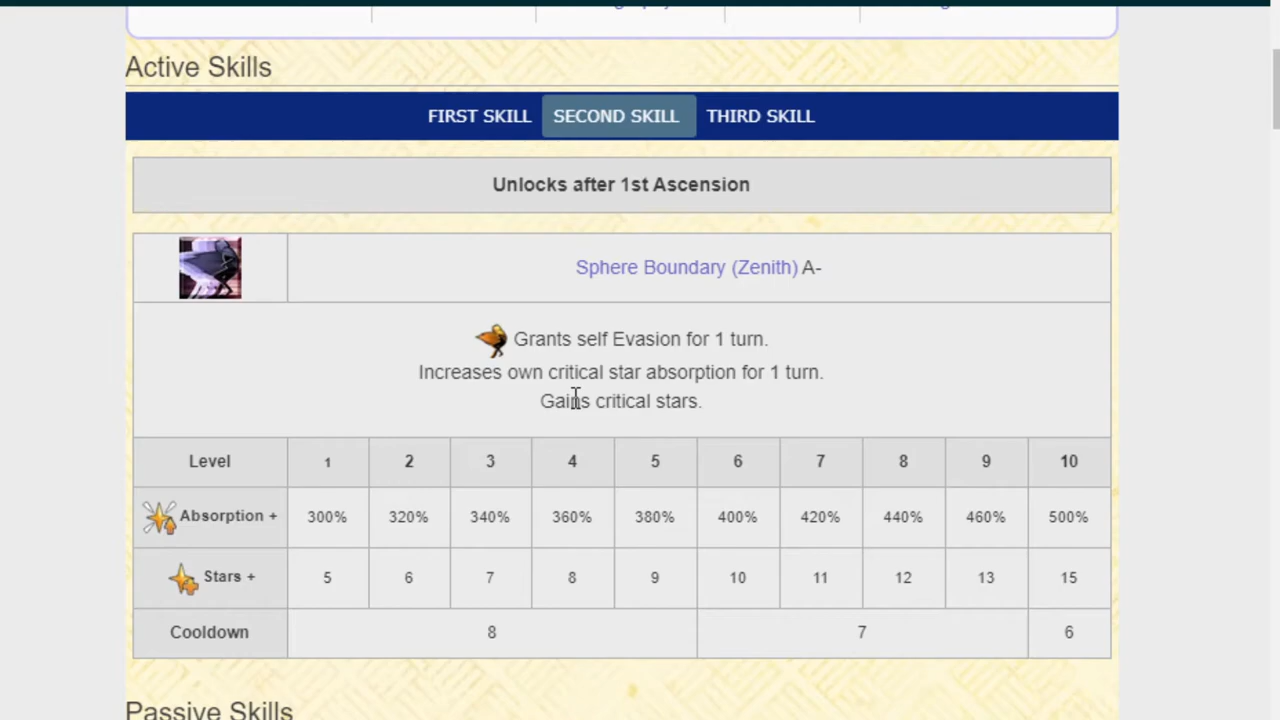 Active Skills
FIRST SKILL SECOND SKILL THIRD SKILL
Unlocks after 1st Ascension
Sphere Boundary (Zenith) A-
Grants self Evasion for 1 turn.
Increases own critical star absorption for 1 turn.
Gains critical stars.
Level 1 2 3 4 5 6 7 8 9 10
Absorption + 300% 320% 340% 360% 380% 400% 420% 440% 460% 500%
Stars + 5 6 7 8 9 10 11 12 13 15
Cooldown 8 7 6
Passive Skills